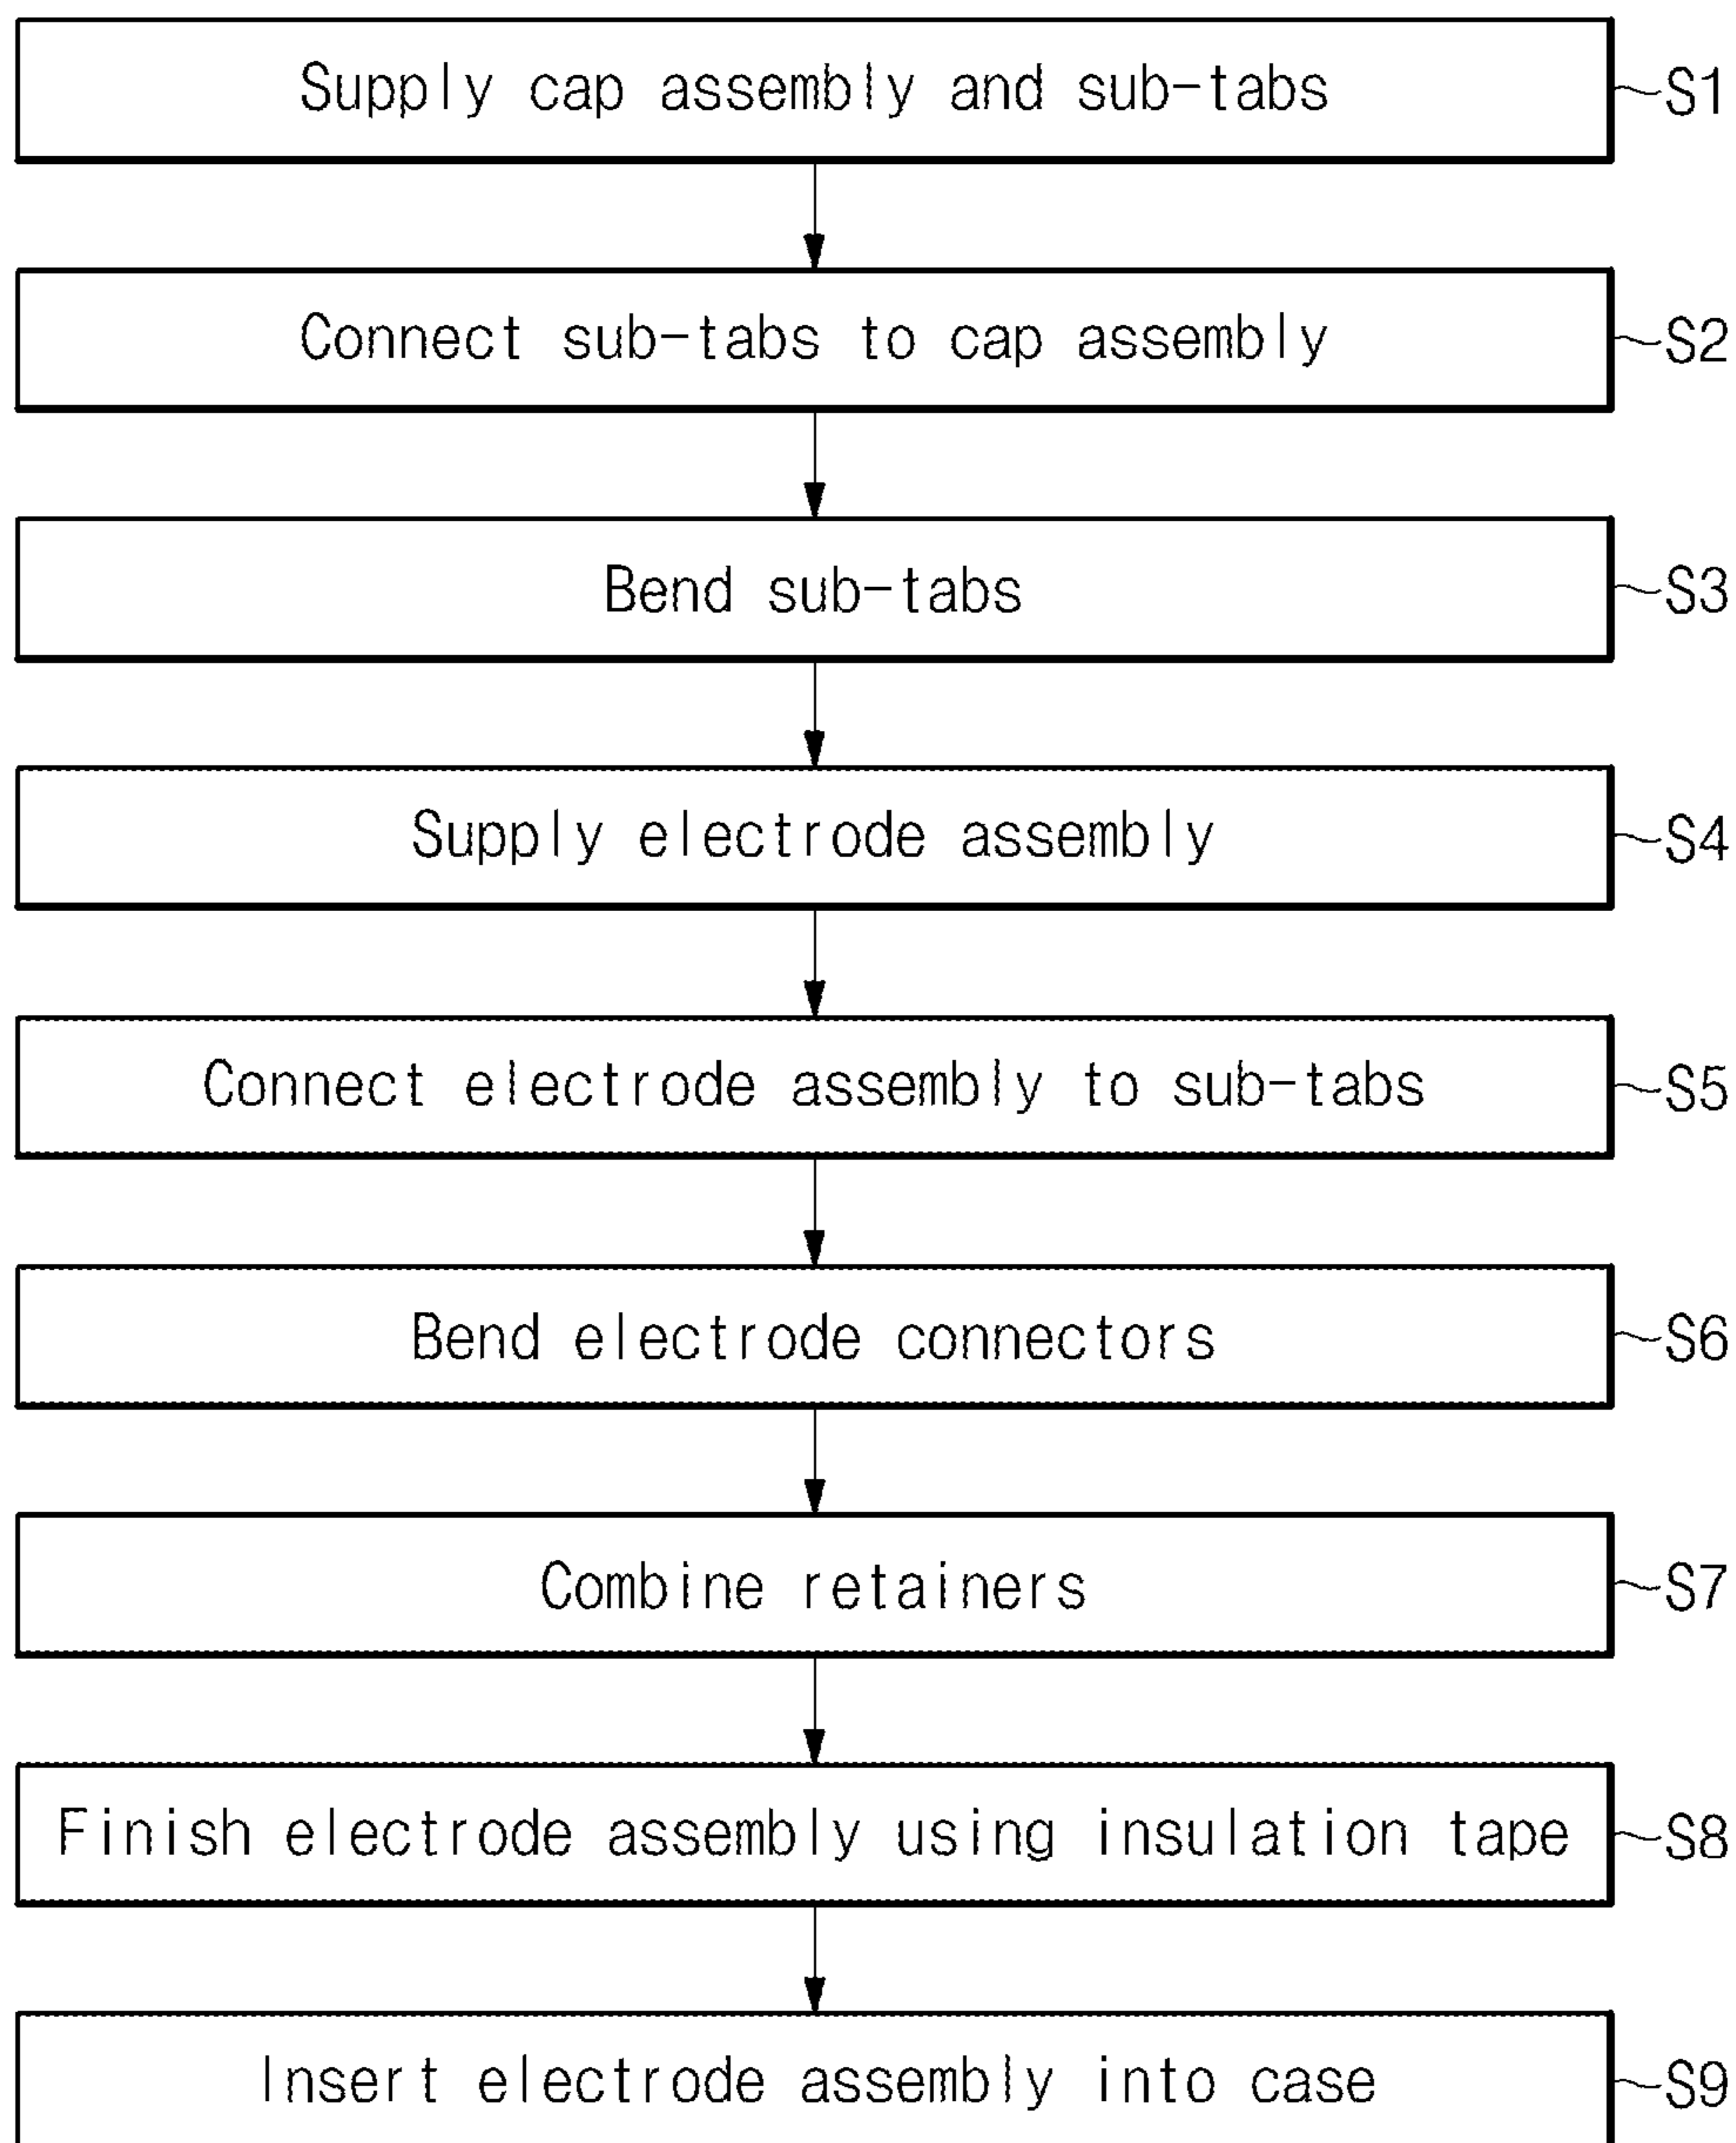 Supply cap assembly and sub-tabs S1
Connect sub-tabs to cap assembly S2
Bend sub-tabs S3
Supply electrode assembly S4
Connect electrode assembly to sub-tabs S5
Bend electrode connectors S6
Combine retainers S7
Finish electrode assembly using insulation tape S8
Insert electrode assembly into case S9